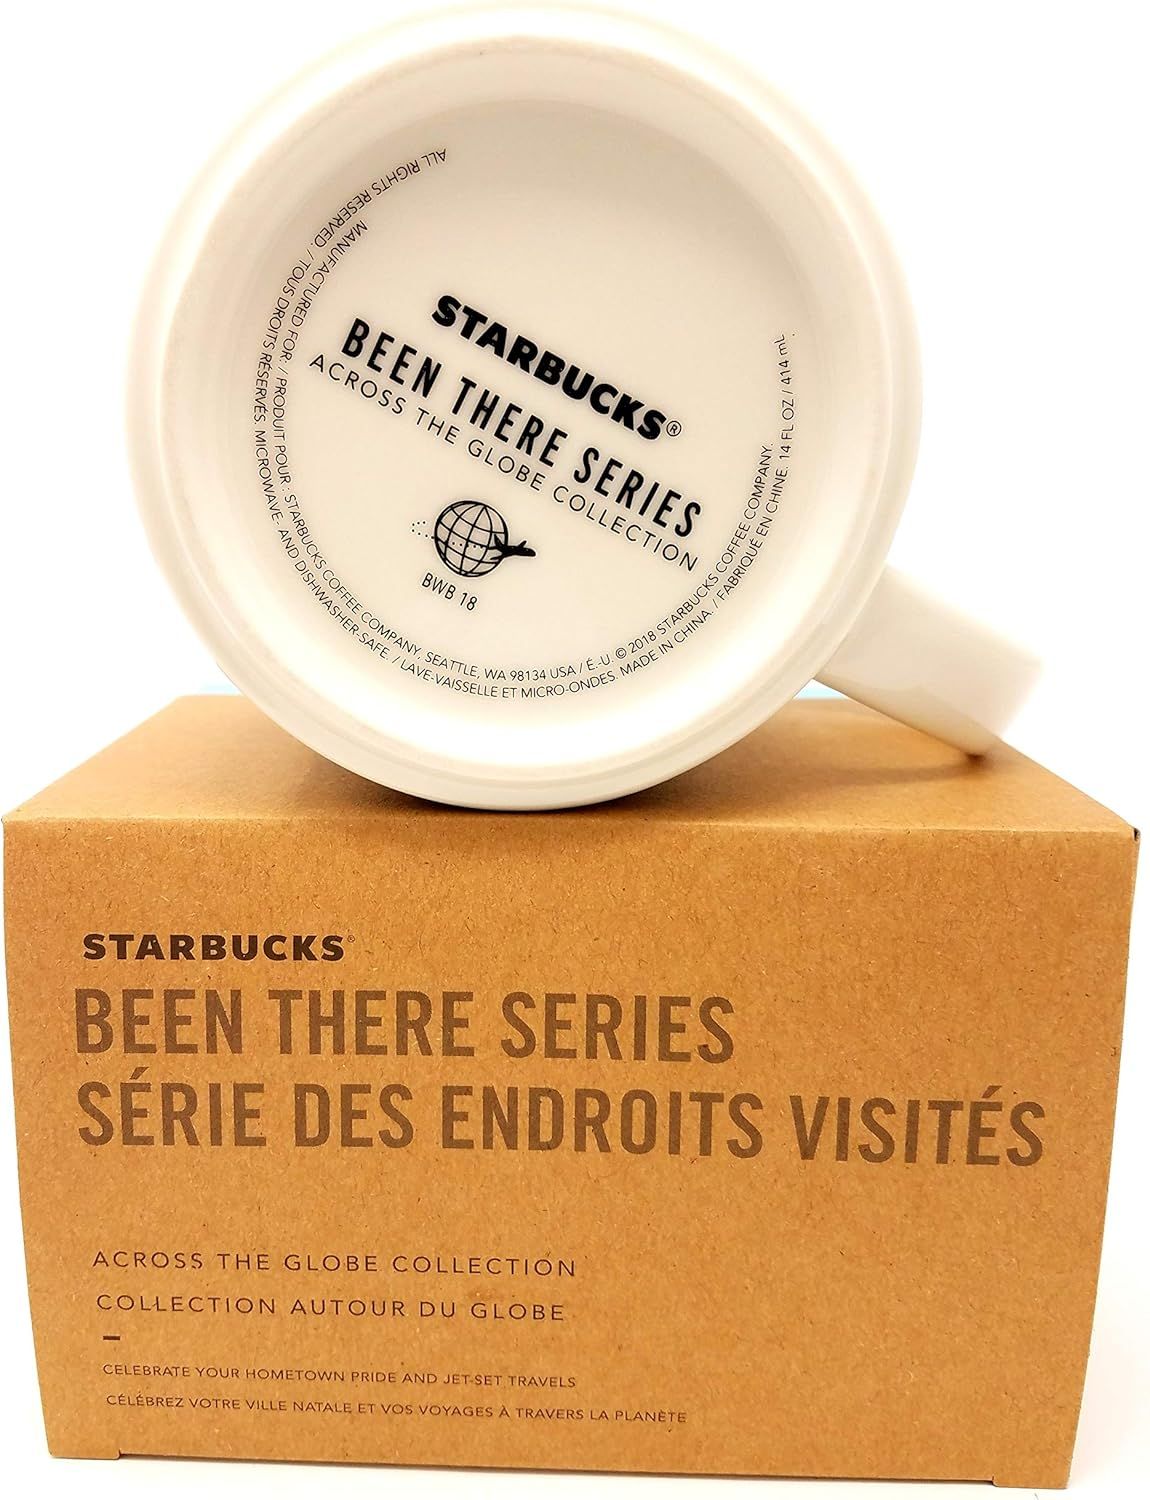 STARBUCKS®
BEEN THERE SERIES
ACROSS THE GLOBE COLLECTION
BWB 18
MANUFACTURED FOR: / PRODUIT POUR : STARBUCKS COFFEE COMPANY, SEATTLE, WA 98134 USA / É.-U. © 2018 STARBUCKS COFFEE COMPANY.
ALL RIGHTS RESERVED. / TOUS DROITS RÉSERVÉS. MICROWAVE- AND DISHWASHER-SAFE. / LAVE-VAISSELLE ET MICRO-ONDES. MADE IN CHINA. / FABRIQUÉ EN CHINE. 14 FL OZ / 414 mL.
STARBUCKS®
BEEN THERE SERIES
SÉRIE DES ENDROITS VISITÉS
ACROSS THE GLOBE COLLECTION
COLLECTION AUTOUR DU GLOBE
–
CELEBRATE YOUR HOMETOWN PRIDE AND JET-SET TRAVELS
CÉLÉBREZ VOTRE VILLE NATALE ET VOS VOYAGES À TRAVERS LA PLANÈTE